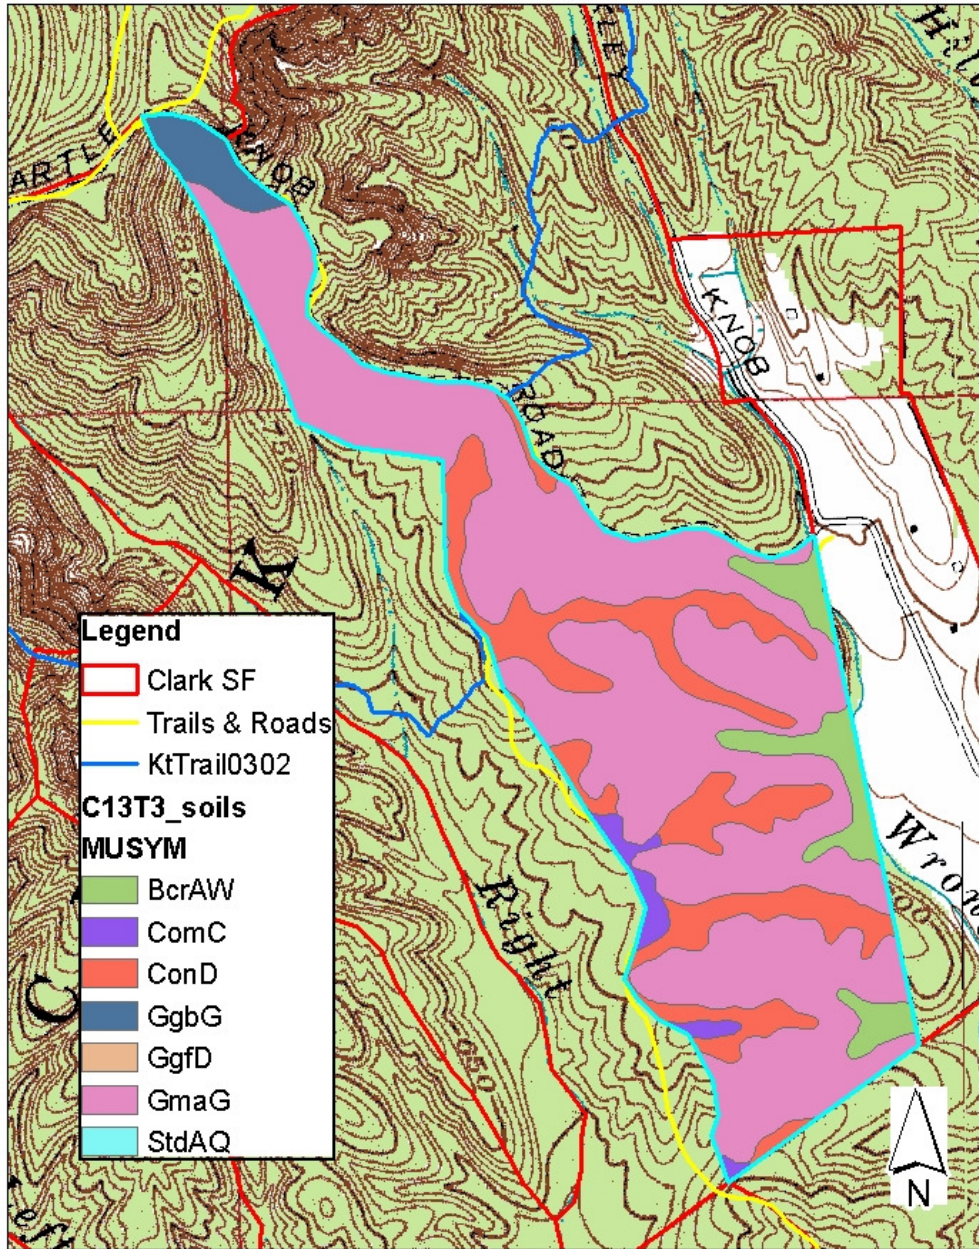 KNOB
KNOB
ROAD
K
Right
C
850
Legend
Clark SF
Trails & Roads
KtTrail0302
C13T3_soils
MUSYM
BcrAW
ComC
ConD
GgbG
GgfD
GmaG
StdAQ
N